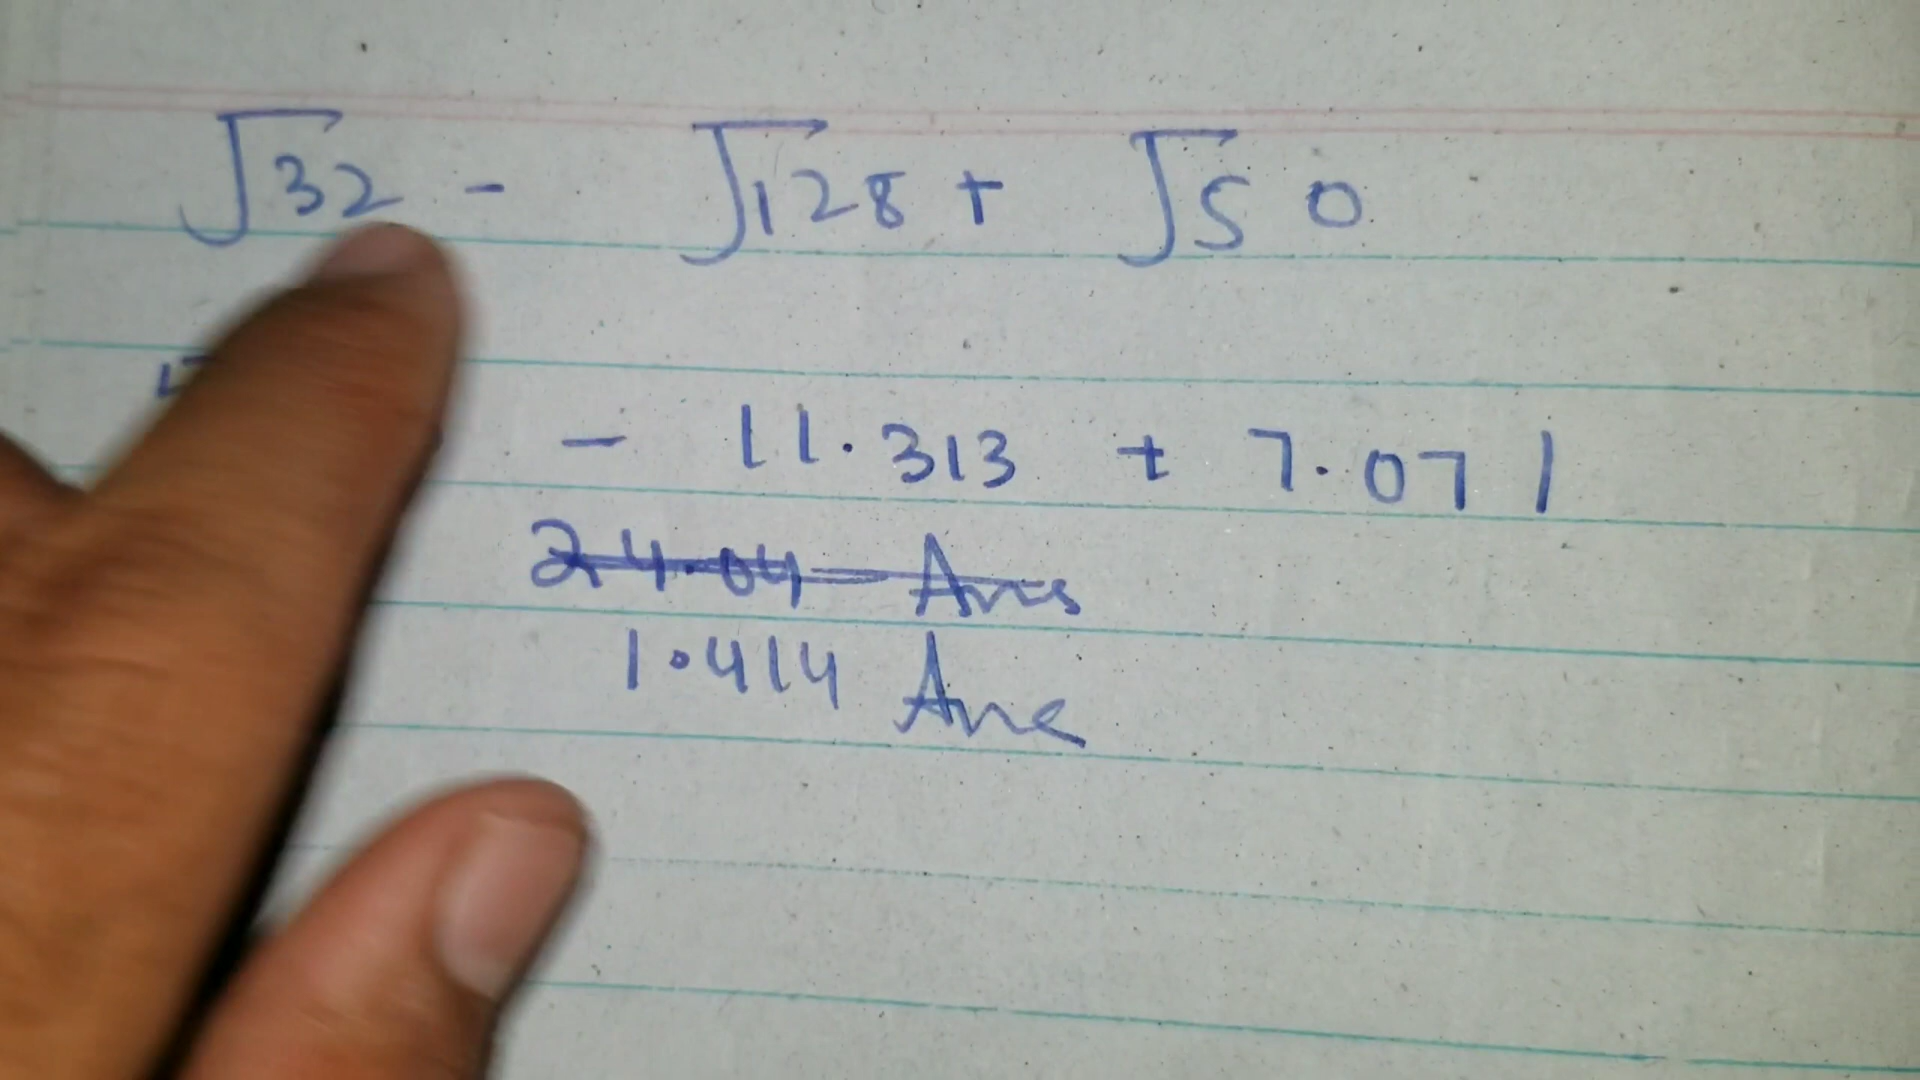 √32 - √128 + √50
- 11.313 + 7.071
24.04 Ans
1.414 Ans